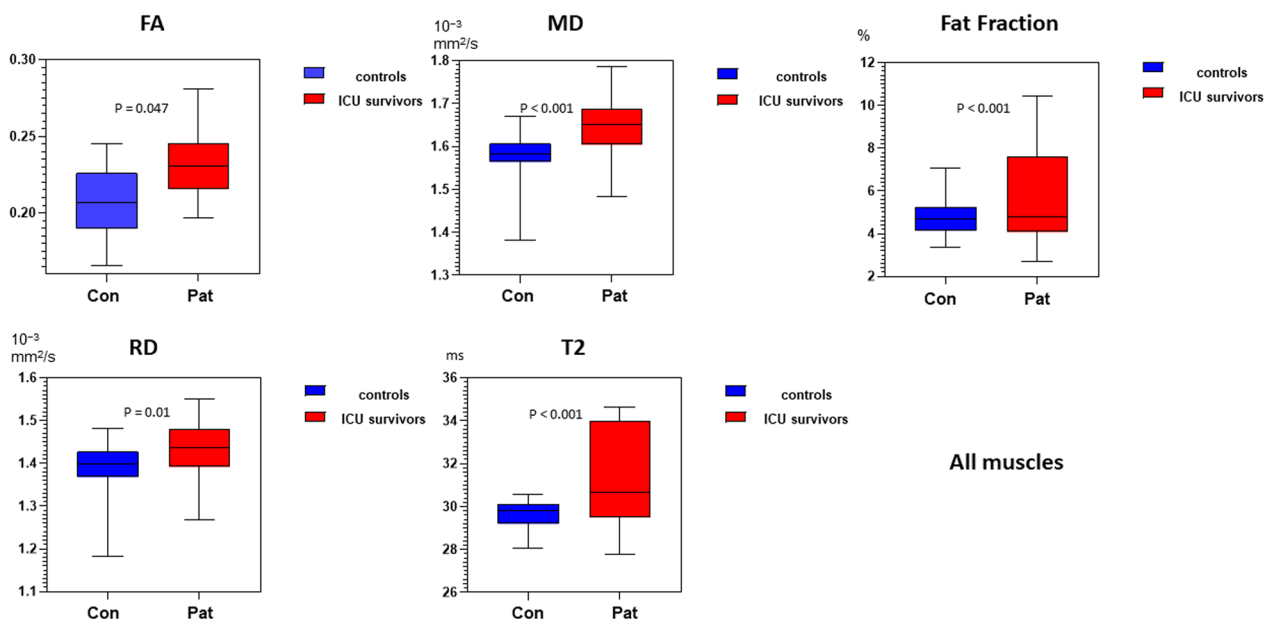 FA
0.30
0.25
0.20
P = 0.047
Con
Pat
controls
ICU survivors
MD
10⁻³
mm²/s
1.8
1.7
1.6
1.5
1.4
1.3
P < 0.001
Con
Pat
controls
ICU survivors
Fat Fraction
%
12
10
8
6
4
2
P < 0.001
Con
Pat
controls
ICU survivors
RD
10⁻³
mm²/s
1.6
1.5
1.4
1.3
1.2
1.1
P = 0.01
Con
Pat
controls
ICU survivors
T2
ms
36
34
32
30
28
26
P < 0.001
Con
Pat
controls
ICU survivors
All muscles